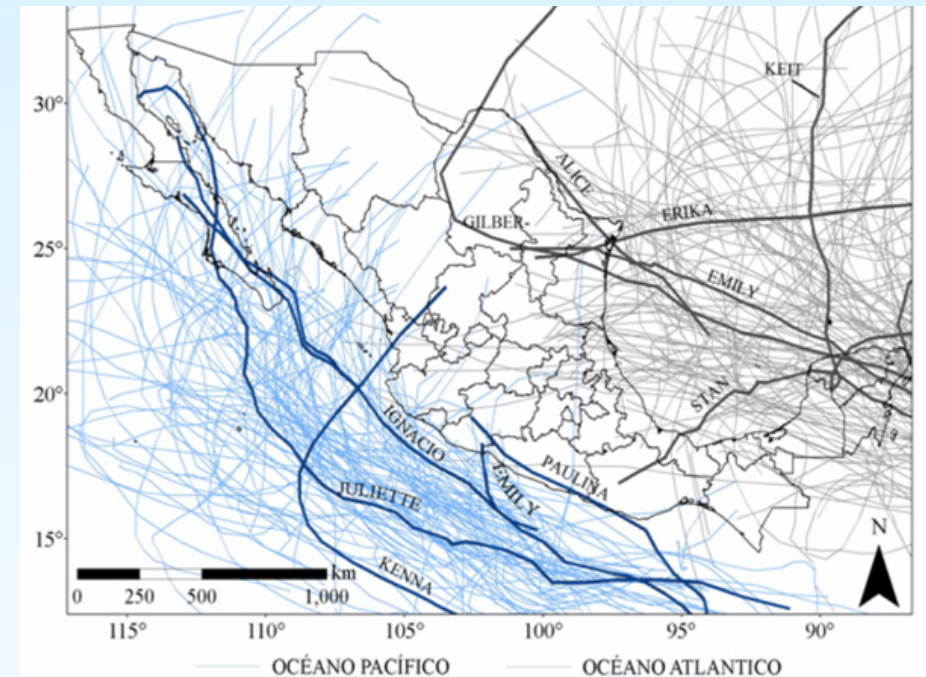 KEIT
30°
ALICE
GILBER
ERIKA
25°
EMILY
20°
STAN
IGNACIO
EMILY
PAULINA
JULIETTE
15°
KENNA
N
km
0 250 500 1,000
115° 110° 105° 100° 95° 90°
OCÉANO PACÍFICO OCÉANO ATLANTICO